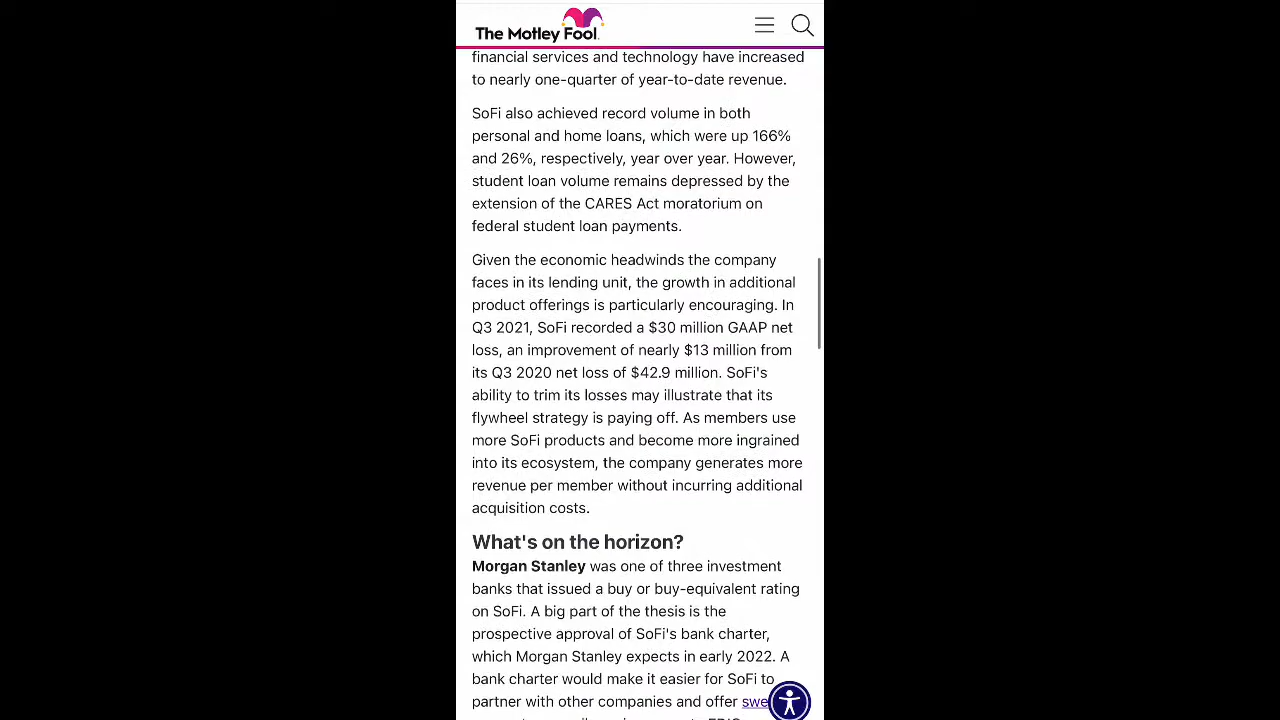 The Motley Fool.
financial services and technology have increased
to nearly one-quarter of year-to-date revenue.
SoFi also achieved record volume in both
personal and home loans, which were up 166%
and 26%, respectively, year over year. However,
student loan volume remains depressed by the
extension of the CARES Act moratorium on
federal student loan payments.
Given the economic headwinds the company
faces in its lending unit, the growth in additional
product offerings is particularly encouraging. In
Q3 2021, SoFi recorded a $30 million GAAP net
loss, an improvement of nearly $13 million from
its Q3 2020 net loss of $42.9 million. SoFi's
ability to trim its losses may illustrate that its
flywheel strategy is paying off. As members use
more SoFi products and become more ingrained
into its ecosystem, the company generates more
revenue per member without incurring additional
acquisition costs.
What's on the horizon?
Morgan Stanley was one of three investment
banks that issued a buy or buy-equivalent rating
on SoFi. A big part of the thesis is the
prospective approval of SoFi's bank charter,
which Morgan Stanley expects in early 2022. A
bank charter would make it easier for SoFi to
partner with other companies and offer